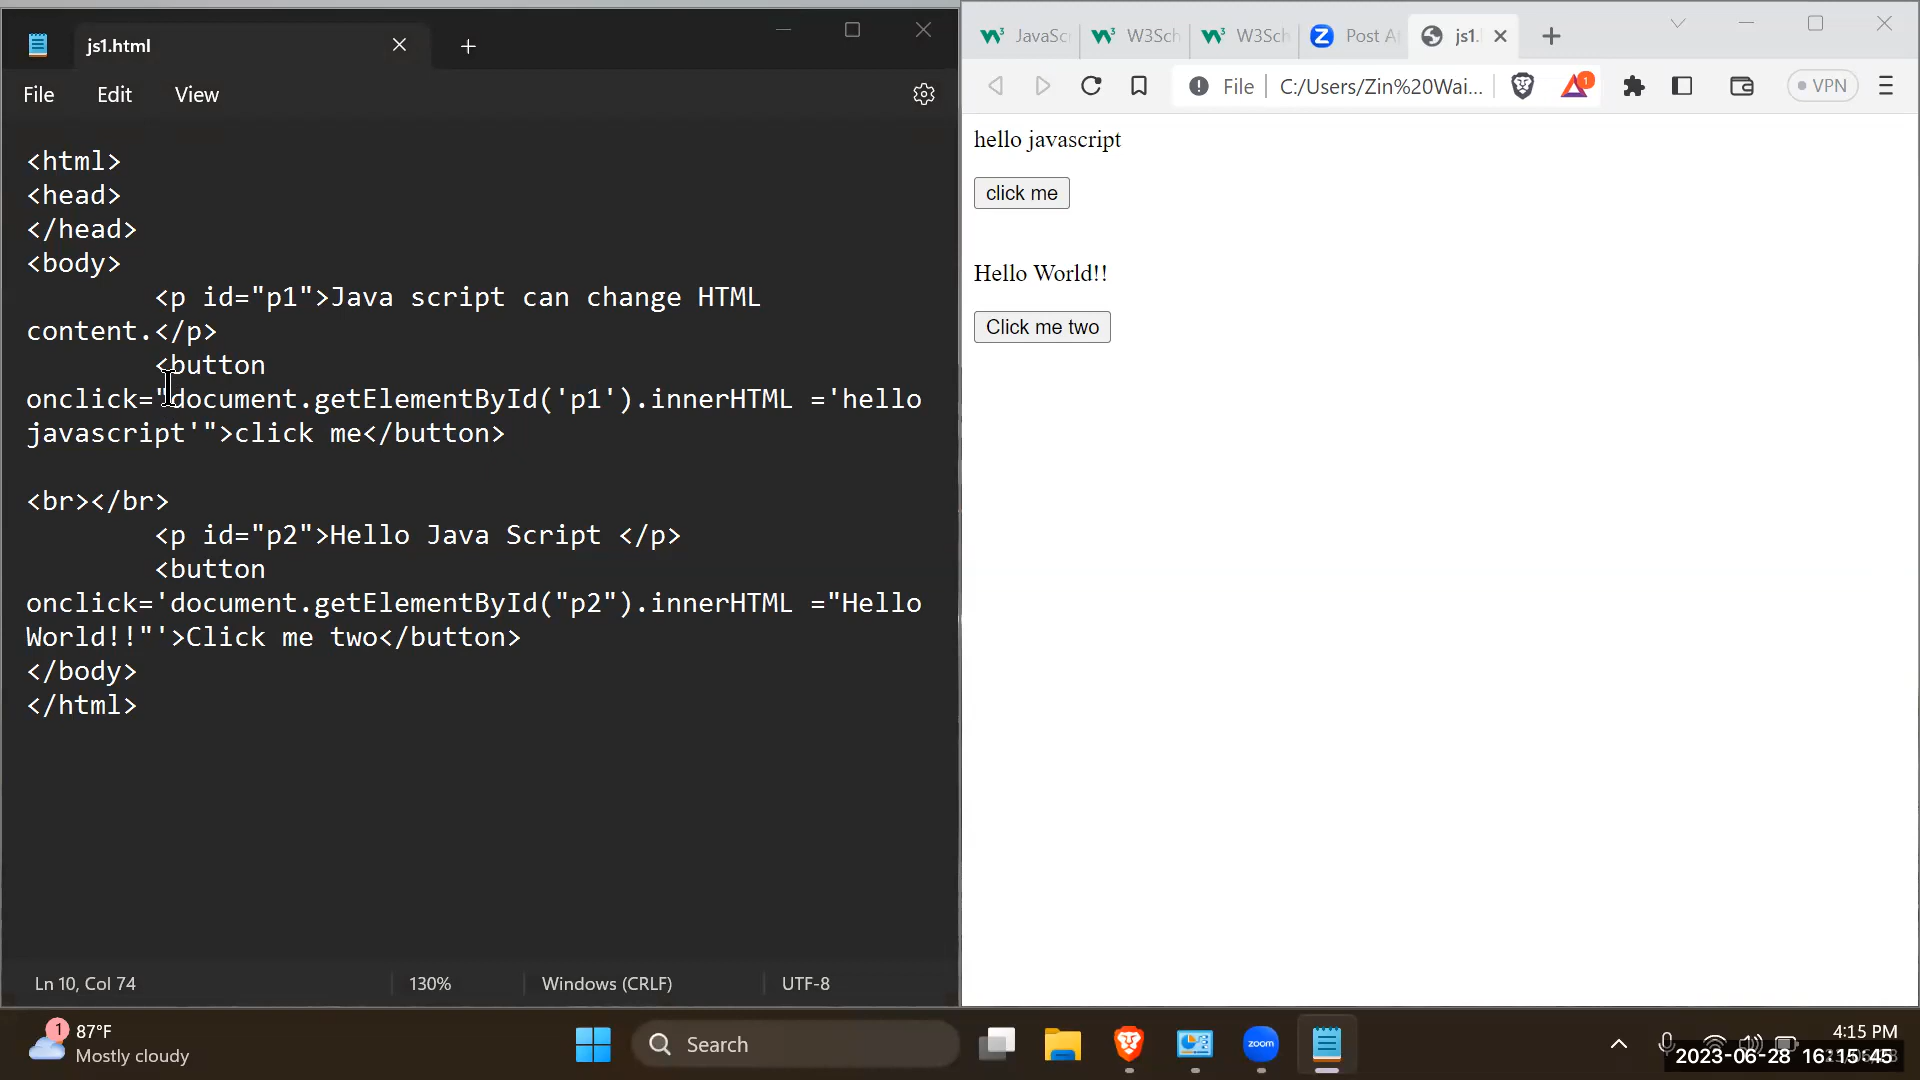 js1.html
File Edit View
<html>
<head>
</head>
<body>
<p id="p1">Java script can change HTML
content.</p>
<button
onclick="document.getElementById('p1').innerHTML ='hello
javascript'">click me</button>
<br></br>
<p id="p2">Hello Java Script </p>
<button
onclick='document.getElementById("p2").innerHTML ="Hello
World!!"'>Click me two</button>
</body>
</html>
Ln 10, Col 74 130% Windows (CRLF) UTF-8
JavaSc W3Sch W3Sch Post A js1.
File C:/Users/Zin%20Wai... 1 VPN
hello javascript
click me
Hello World!!
Click me two
1 87°F
Mostly cloudy
Search
zoom
4:15 PM
2023-06-28 16:15:45